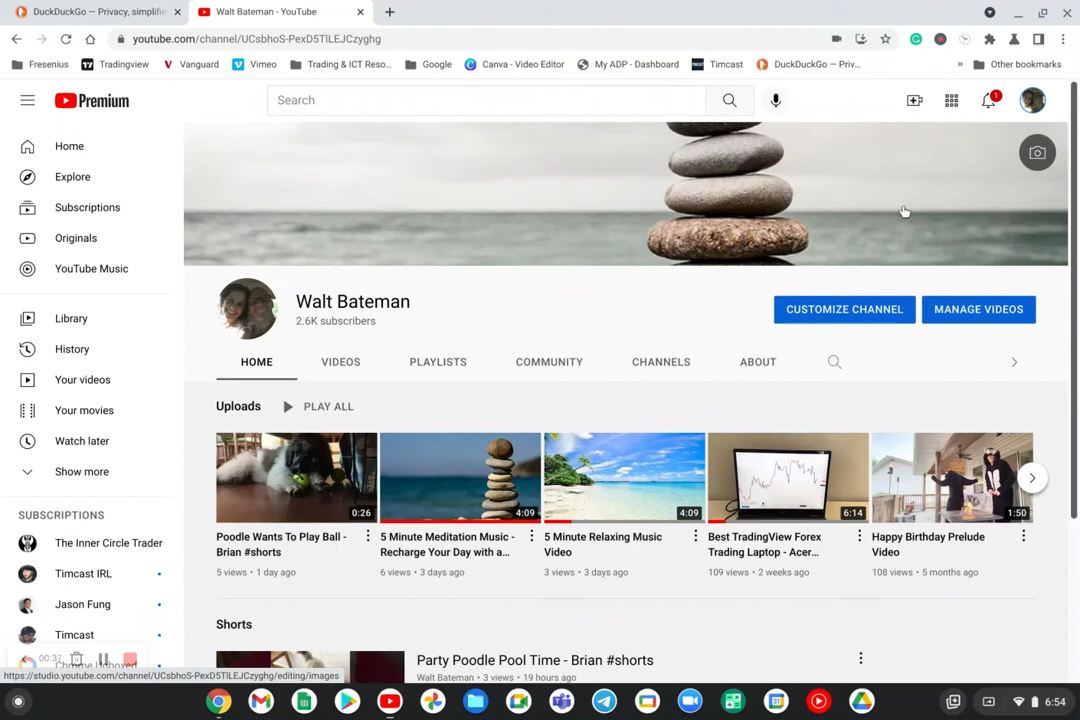 DuckDuckGo — Privacy, simplifie
Walt Bateman - YouTube
youtube.com/channel/UCsbhoS-PexD5TlLEJCzyghg
Fresenius
Tradingview
Vanguard
Vimeo
Trading & ICT Reso...
Google
Canva - Video Editor
My ADP - Dashboard
Timcast
DuckDuckGo — Priv...
»
Other bookmarks
Premium
Search
1
Home
Explore
Subscriptions
Originals
YouTube Music
Library
History
Your videos
Your movies
Watch later
Show more
SUBSCRIPTIONS
The Inner Circle Trader
Timcast IRL
Jason Fung
Timcast
Chrome Unboxed
00:37
Walt Bateman
2.6K subscribers
CUSTOMIZE CHANNEL
MANAGE VIDEOS
HOME
VIDEOS
PLAYLISTS
COMMUNITY
CHANNELS
ABOUT
Uploads
PLAY ALL
0:26
4:09
4:09
6:14
1:50
Poodle Wants To Play Ball -
Brian #shorts
5 views • 1 day ago
5 Minute Meditation Music -
Recharge Your Day with a...
6 views • 3 days ago
5 Minute Relaxing Music
Video
3 views • 3 days ago
Best TradingView Forex
Trading Laptop - Acer...
109 views • 2 weeks ago
Happy Birthday Prelude
Video
108 views • 5 months ago
Shorts
Party Poodle Pool Time - Brian #shorts
Walt Bateman • 3 views • 19 hours ago
https://studio.youtube.com/channel/UCsbhoS-PexD5TlLEJCzyghg/editing/images
6:54